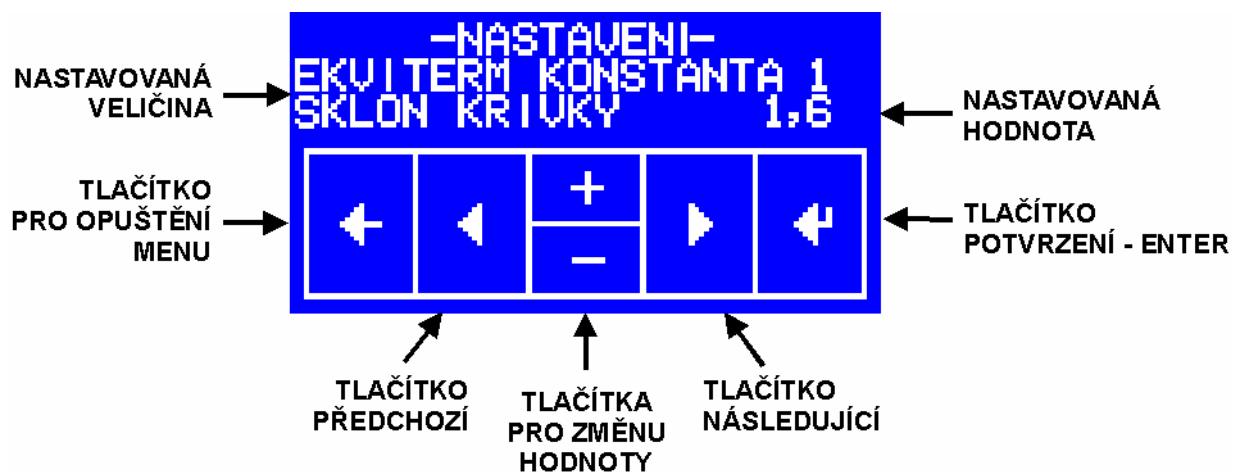 -NASTAVENI-
EKVITERM KONSTANTA 1
SKLON KRIVKY 1,6
NASTAVOVANÁ
VELIČINA
NASTAVOVANÁ
HODNOTA
TLAČÍTKO
PRO OPUŠTĚNÍ
MENU
+
−
TLAČÍTKO
POTVRZENÍ - ENTER
TLAČÍTKO
PŘEDCHOZÍ
TLAČÍTKA
PRO ZMĚNU
HODNOTY
TLAČÍTKO
NÁSLEDUJÍCÍ